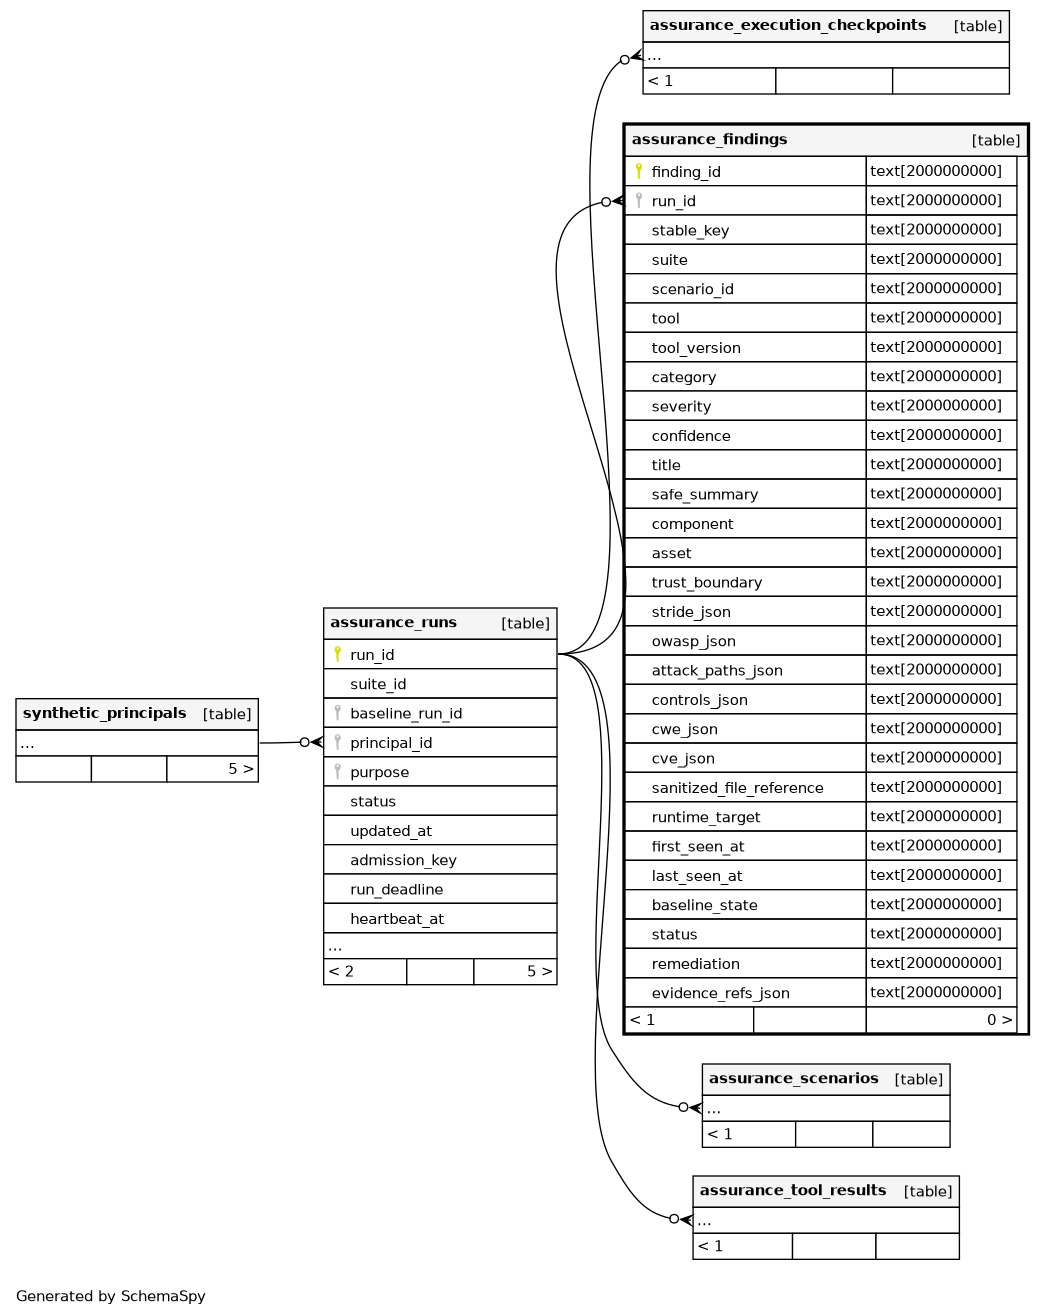 assurance_execution_checkpoints [table]
...
< 1
assurance_findings [table]
finding_id text[2000000000]
run_id text[2000000000]
stable_key text[2000000000]
suite text[2000000000]
scenario_id text[2000000000]
tool text[2000000000]
tool_version text[2000000000]
category text[2000000000]
severity text[2000000000]
confidence text[2000000000]
title text[2000000000]
safe_summary text[2000000000]
component text[2000000000]
asset text[2000000000]
trust_boundary text[2000000000]
stride_json text[2000000000]
owasp_json text[2000000000]
attack_paths_json text[2000000000]
controls_json text[2000000000]
cwe_json text[2000000000]
cve_json text[2000000000]
sanitized_file_reference text[2000000000]
runtime_target text[2000000000]
first_seen_at text[2000000000]
last_seen_at text[2000000000]
baseline_state text[2000000000]
status text[2000000000]
remediation text[2000000000]
evidence_refs_json text[2000000000]
< 1 0 >
assurance_runs [table]
run_id
suite_id
baseline_run_id
principal_id
purpose
status
updated_at
admission_key
run_deadline
heartbeat_at
...
< 2 5 >
synthetic_principals [table]
...
5 >
assurance_scenarios [table]
...
< 1
assurance_tool_results [table]
...
< 1
Generated by SchemaSpy